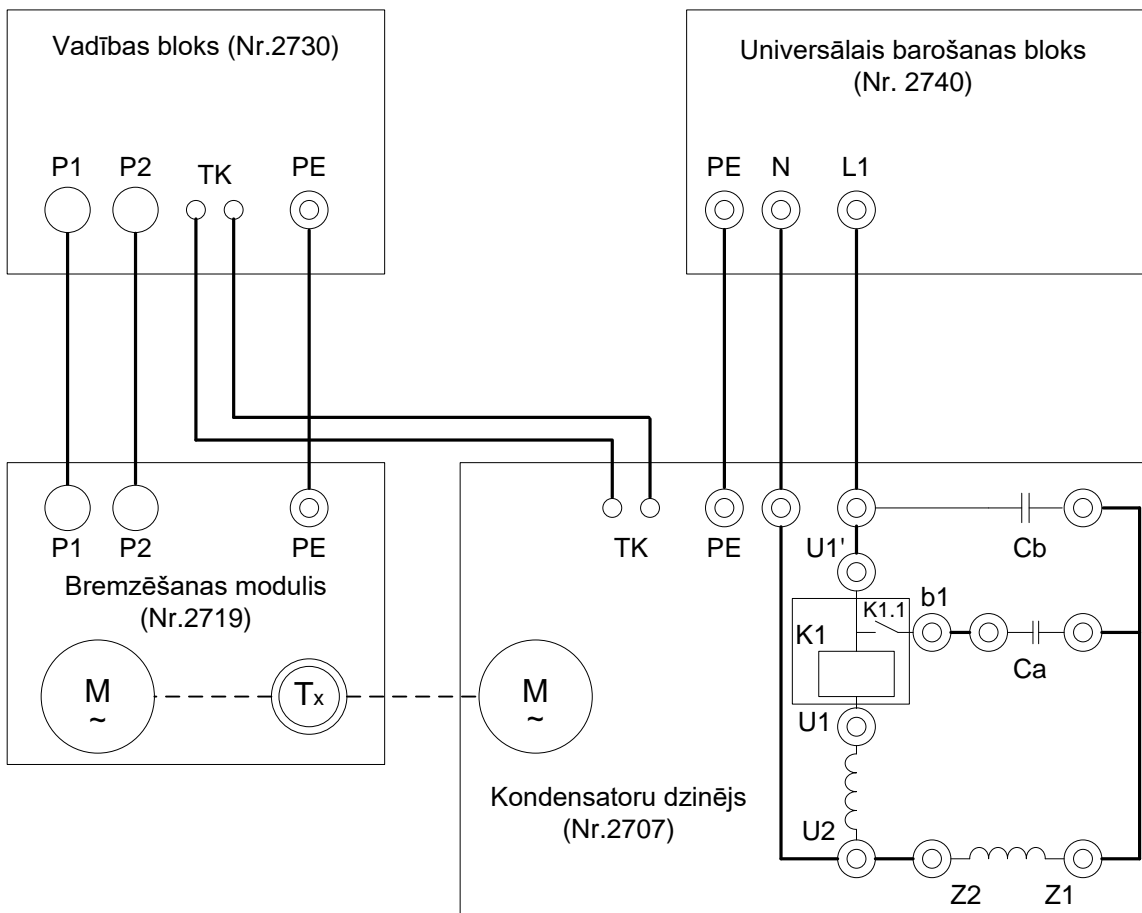 Vadības bloks (Nr.2730)
P1 P2 TK PE
Universālais barošanas bloks
(Nr. 2740)
PE N L1
P1 P2 PE
Bremzēšanas modulis
(Nr.2719)
M
~
Tx
M
~
TK PE U1' Cb
K1 K1.1 b1
Ca
U1
Kondensatoru dzinējs
(Nr.2707)
U2
Z2 Z1